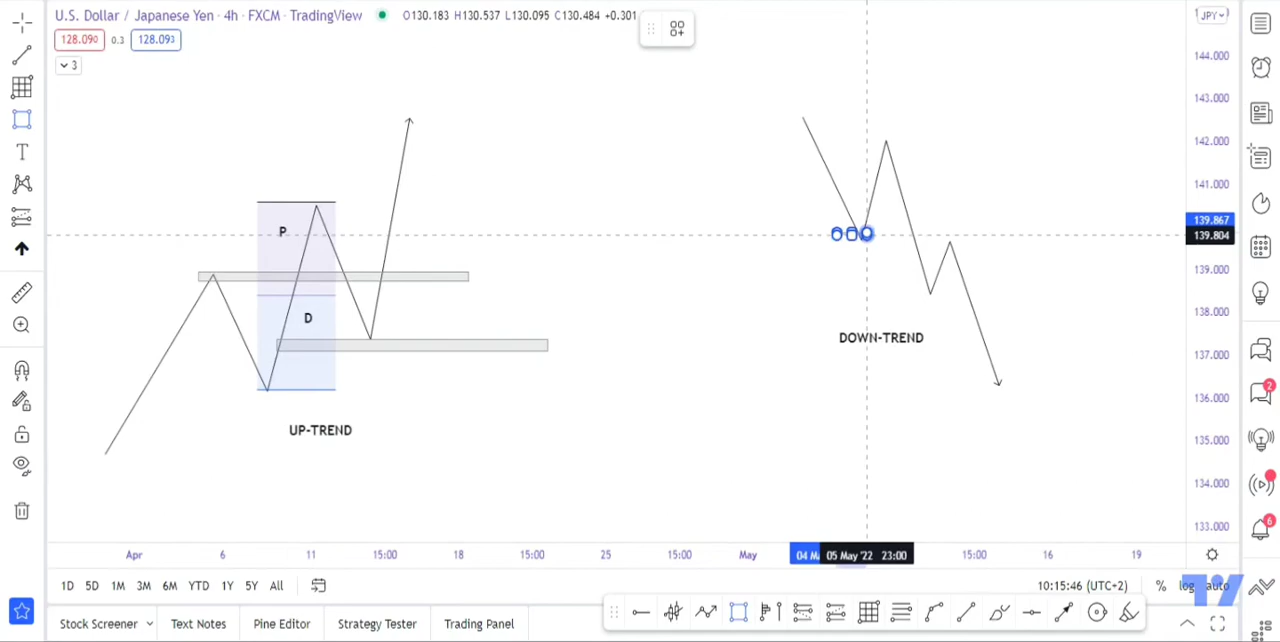 U.S. Dollar / Japanese Yen · 4h · FXCM · TradingView
O130.183 H130.537 L130.095 C130.484 +0.301
128.090 0.3 128.093
3
JPY
144.000
143.000
142.000
141.000
139.867
139.804
139.000
138.000
137.000
136.000
135.000
134.000
133.000
P
D
UP-TREND
DOWN-TREND
2
6
Apr 6 11 15:00 18 15:00 25 15:00 May 04 M 05 May '22 23:00 15:00 16 19
1D 5D 1M 3M 6M YTD 1Y 5Y All
10:15:46 (UTC+2) % log auto
Stock Screener Text Notes Pine Editor Strategy Tester Trading Panel